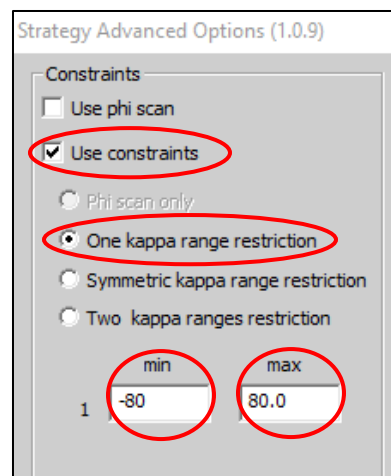 Strategy Advanced Options (1.0.9)
Constraints
Use phi scan
Use constraints
Phi scan only
One kappa range restriction
Symmetric kappa range restriction
Two kappa ranges restriction
min max
1 -80 80.0